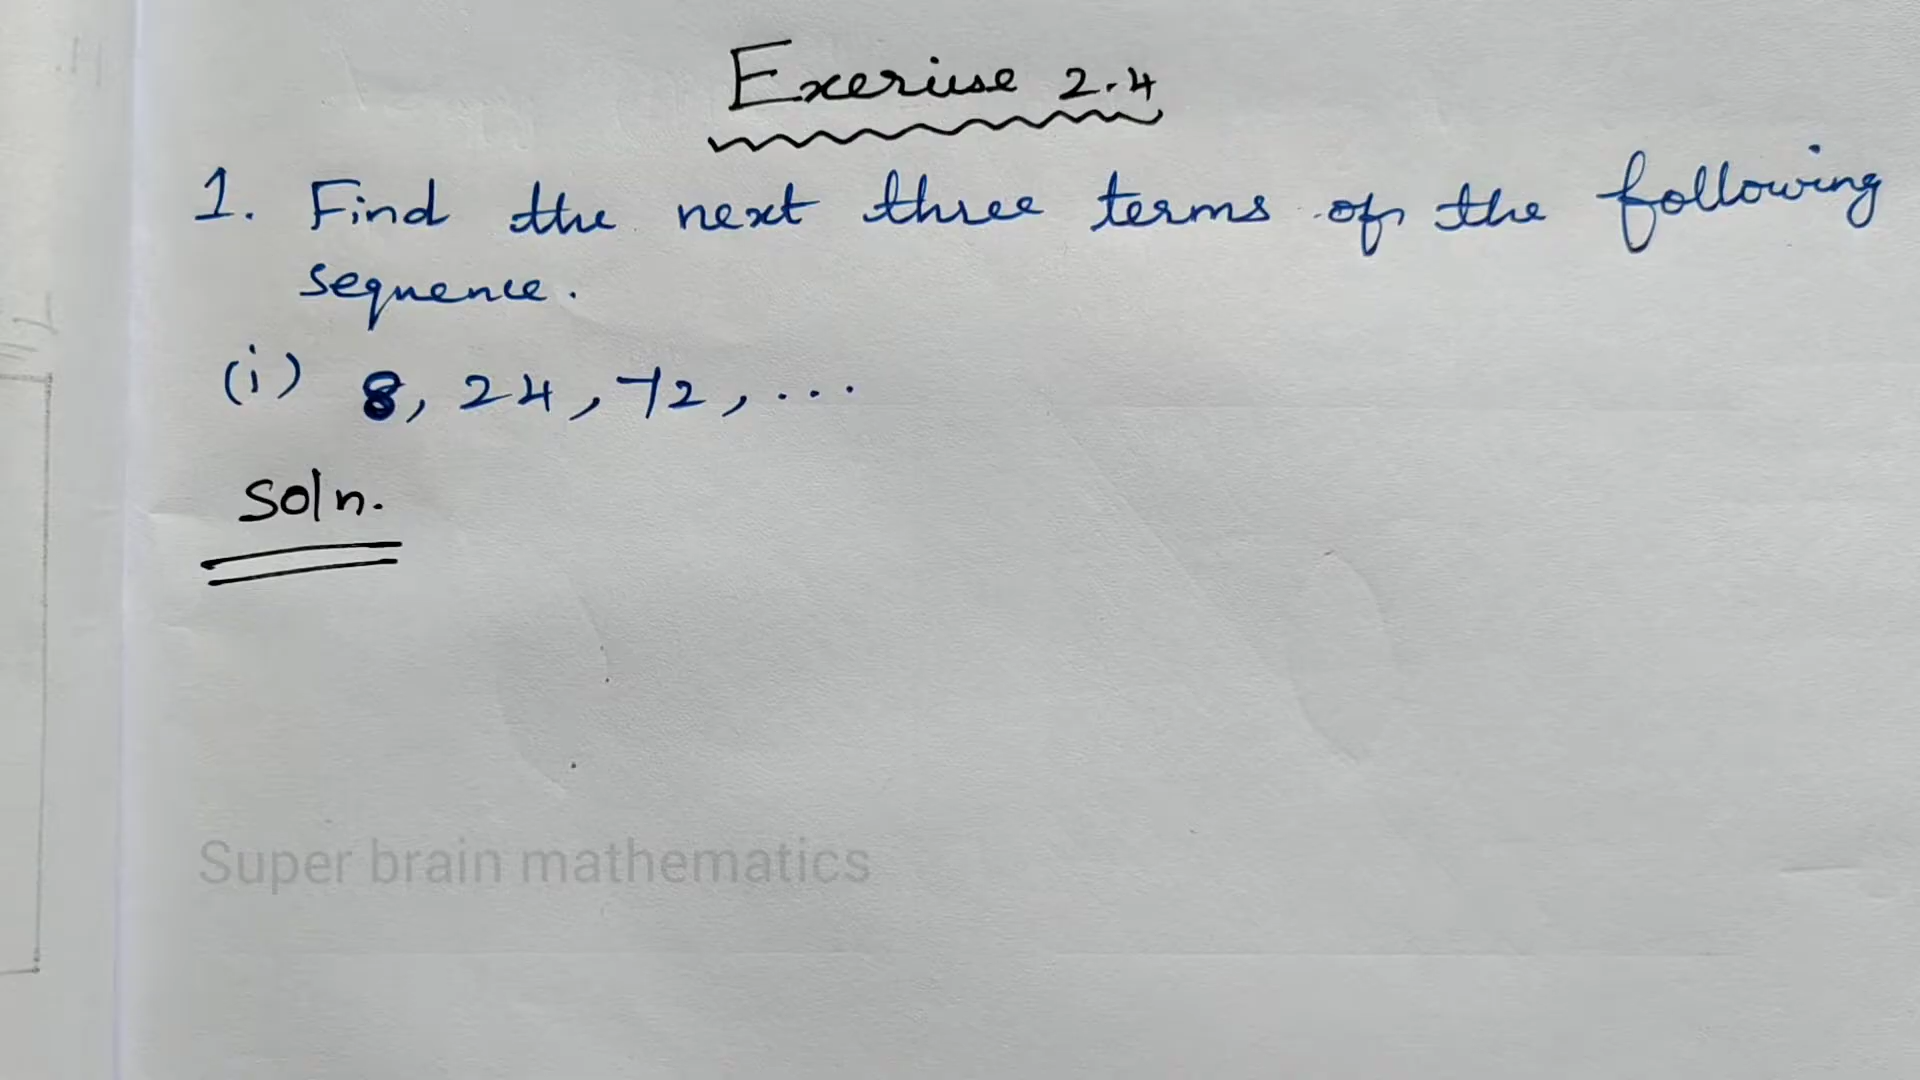 Exercise 2.4
1. Find the next three terms of the following
sequence.
(i) 8, 24, 72, ...
Soln.
Super brain mathematics